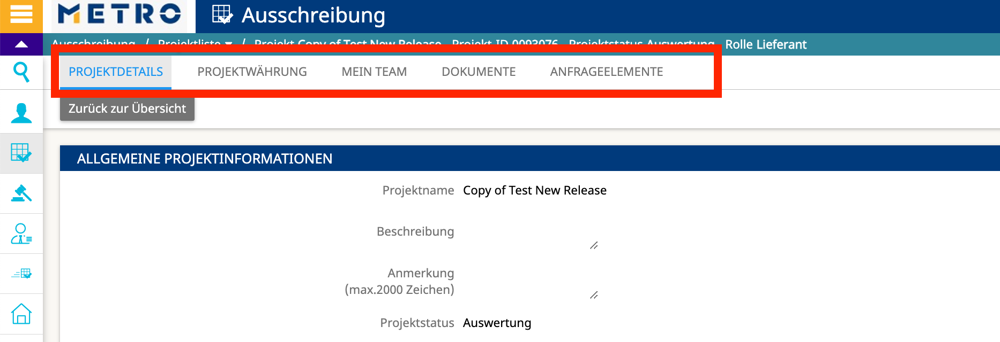 METRO
Ausschreibung
Ausschreibung / Projektliste / Projekt Copy of Test New Release Projekt-ID 0093076 Projektstatus Auswertung Rolle Lieferant
PROJEKTDETAILS PROJEKTWÄHRUNG MEIN TEAM DOKUMENTE ANFRAGEELEMENTE
Zurück zur Übersicht
ALLGEMEINE PROJEKTINFORMATIONEN
Projektname Copy of Test New Release
Beschreibung
Anmerkung
(max.2000 Zeichen)
Projektstatus Auswertung